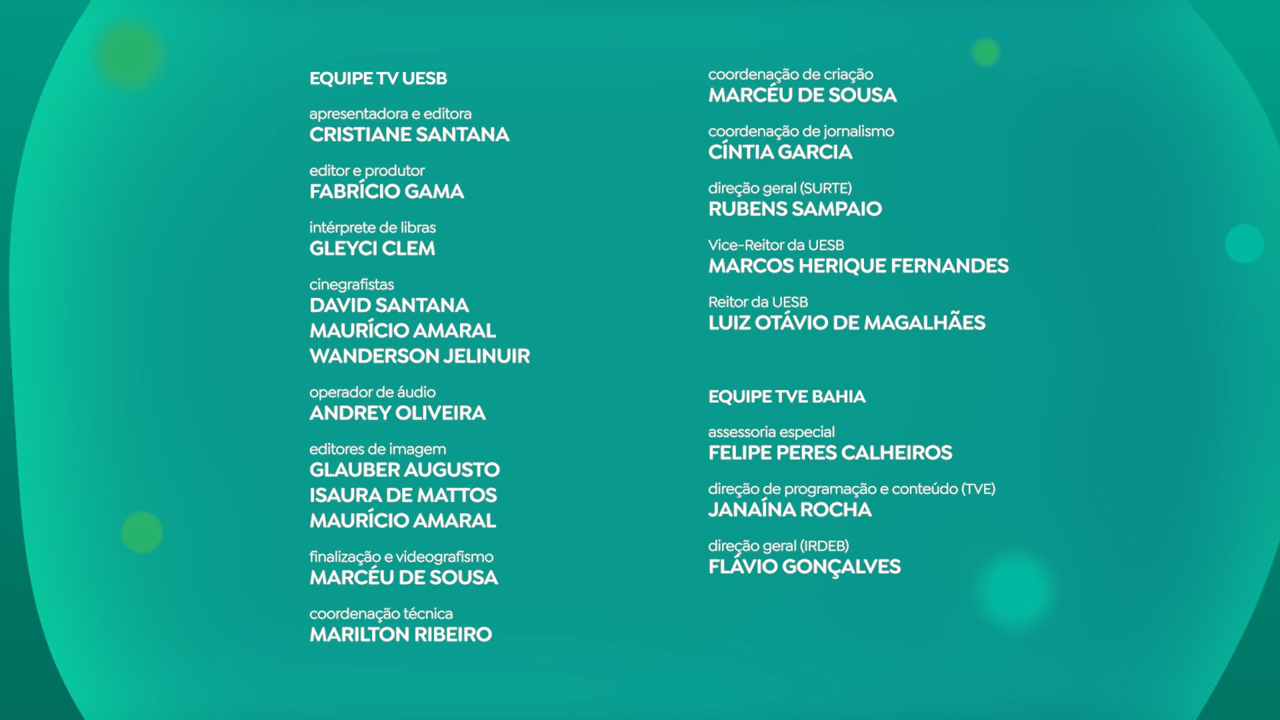 EQUIPE TV UESB
apresentadora e editora
CRISTIANE SANTANA
editor e produtor
FABRÍCIO GAMA
intérprete de libras
GLEYCI CLEM
cinegrafistas
DAVID SANTANA
MAURÍCIO AMARAL
WANDERSON JELINUIR
operador de áudio
ANDREY OLIVEIRA
editores de imagem
GLAUBER AUGUSTO
ISAURA DE MATTOS
MAURÍCIO AMARAL
finalização e videografismo
MARCÉU DE SOUSA
coordenação técnica
MARILTON RIBEIRO
coordenação de criação
MARCÉU DE SOUSA
coordenação de jornalismo
CÍNTIA GARCIA
direção geral (SURTE)
RUBENS SAMPAIO
Vice-Reitor da UESB
MARCOS HERIQUE FERNANDES
Reitor da UESB
LUIZ OTÁVIO DE MAGALHÃES
EQUIPE TVE BAHIA
assessoria especial
FELIPE PERES CALHEIROS
direção de programação e conteúdo (TVE)
JANAÍNA ROCHA
direção geral (IRDEB)
FLÁVIO GONÇALVES